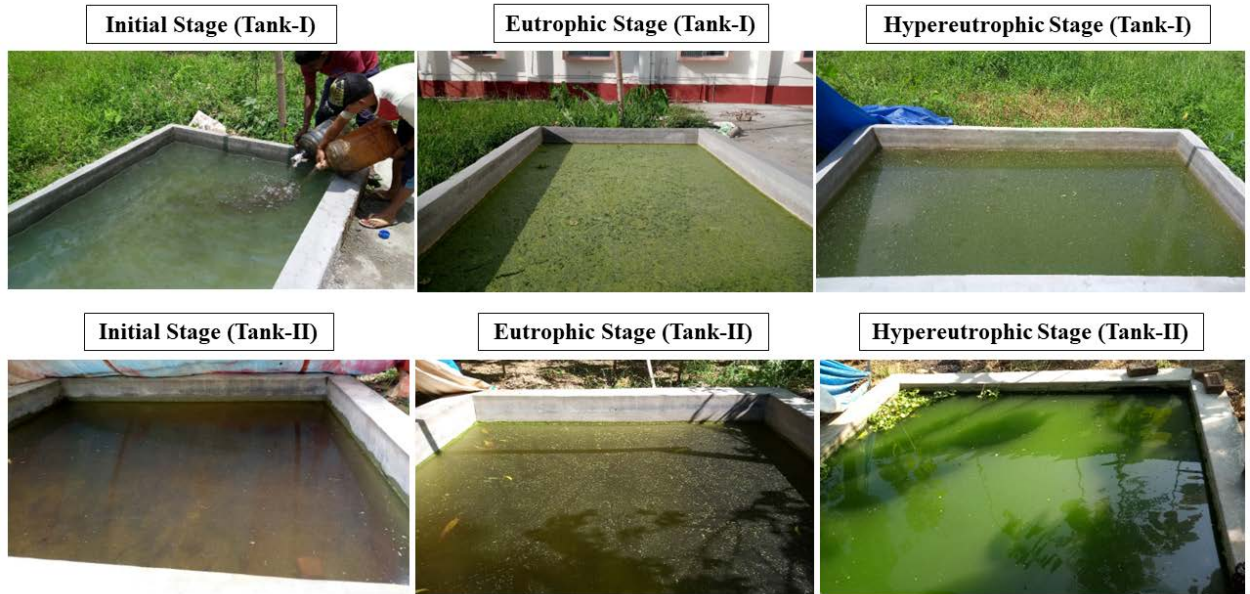 Initial Stage (Tank-I)
Eutrophic Stage (Tank-I)
Hypereutrophic Stage (Tank-I)
Initial Stage (Tank-II)
Eutrophic Stage (Tank-II)
Hypereutrophic Stage (Tank-II)